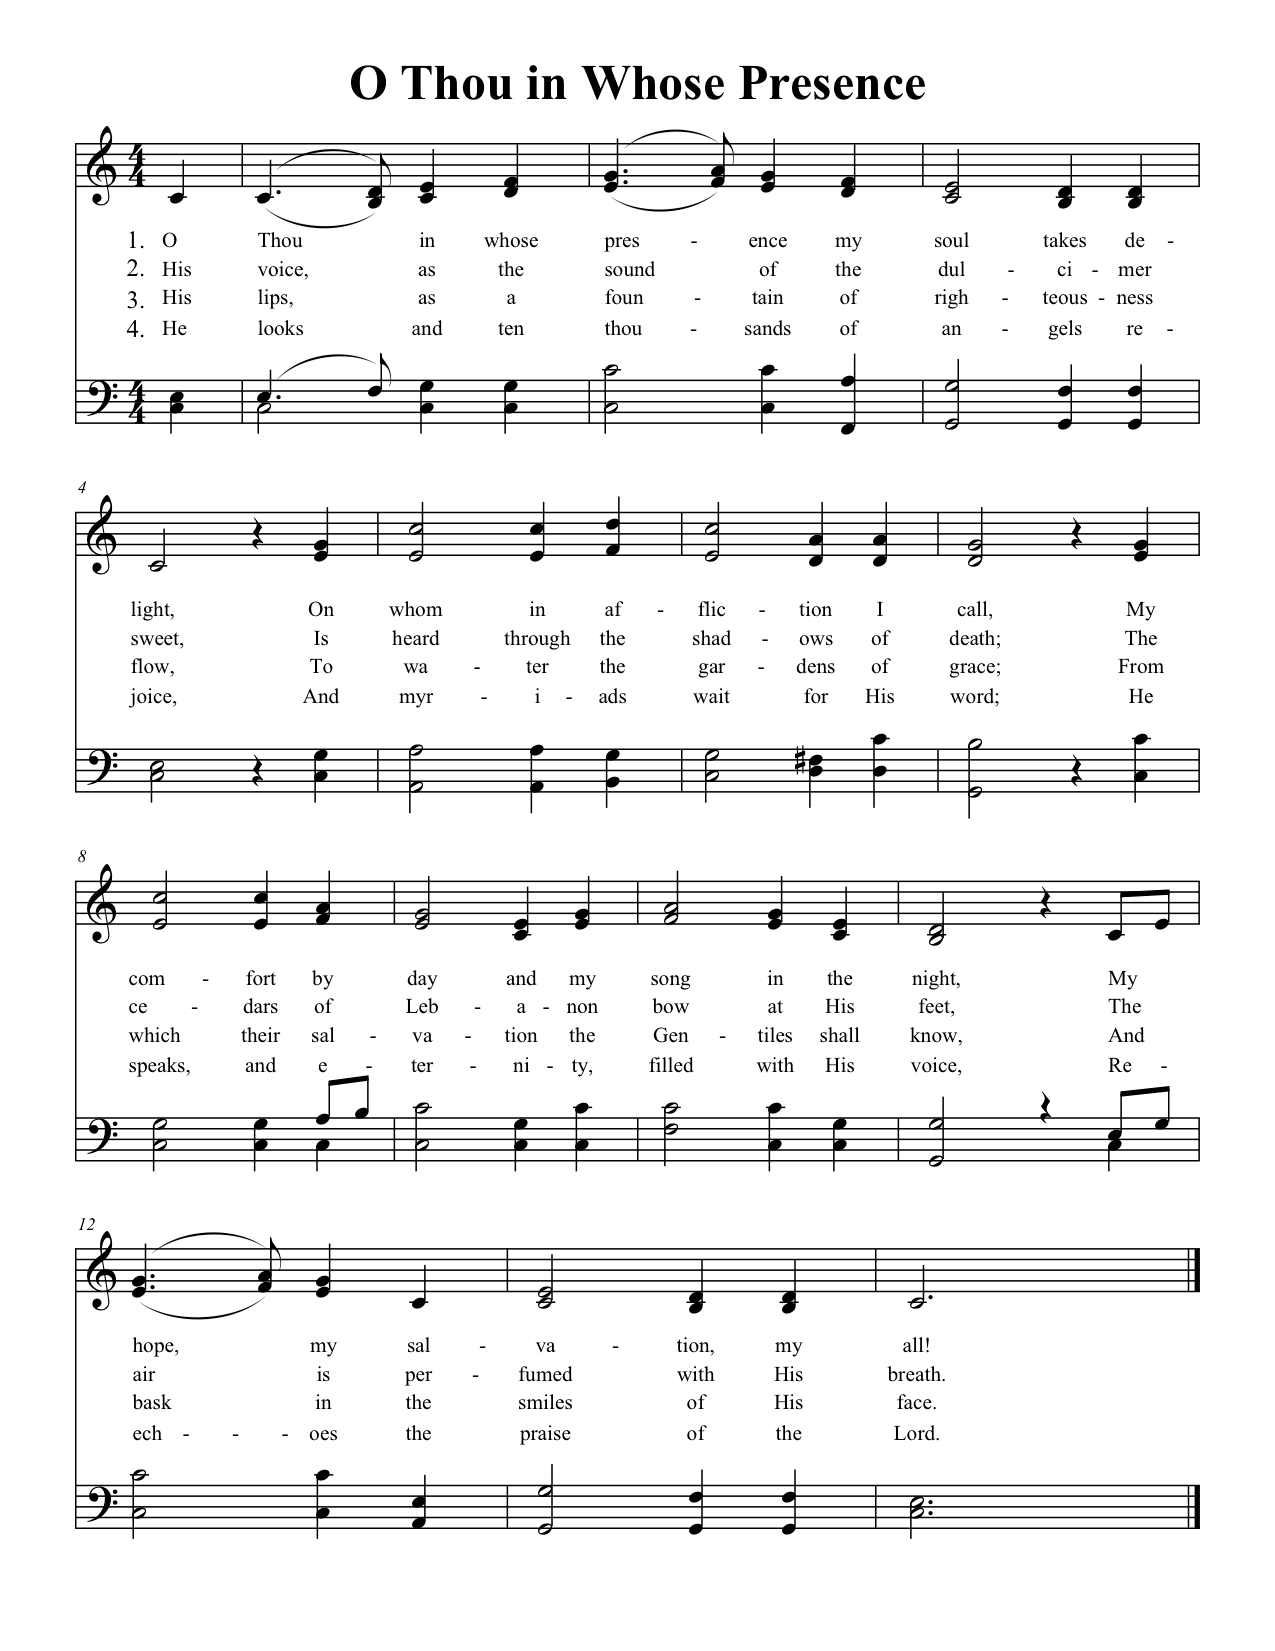 O Thou in Whose Presence
1. O Thou in whose pres - ence my soul takes de -
2. His voice, as the sound of the dul - ci - mer
3. His lips, as a foun - tain of righ - teous - ness
4. He looks and ten thou - sands of an - gels re -
4
light, On whom in af - flic - tion I call, My
sweet, Is heard through the shad - ows of death; The
flow, To wa - ter the gar - dens of grace; From
joice, And myr - i - ads wait for His word; He
8
com - fort by day and my song in the night, My
ce - dars of Leb - a - non bow at His feet, The
which their sal - va - tion the Gen - tiles shall know, And
speaks, and e - ter - ni - ty, filled with His voice, Re -
12
hope, my sal - va - tion, my all!
air is per - fumed with His breath.
bask in the smiles of His face.
ech - - - oes the praise of the Lord.